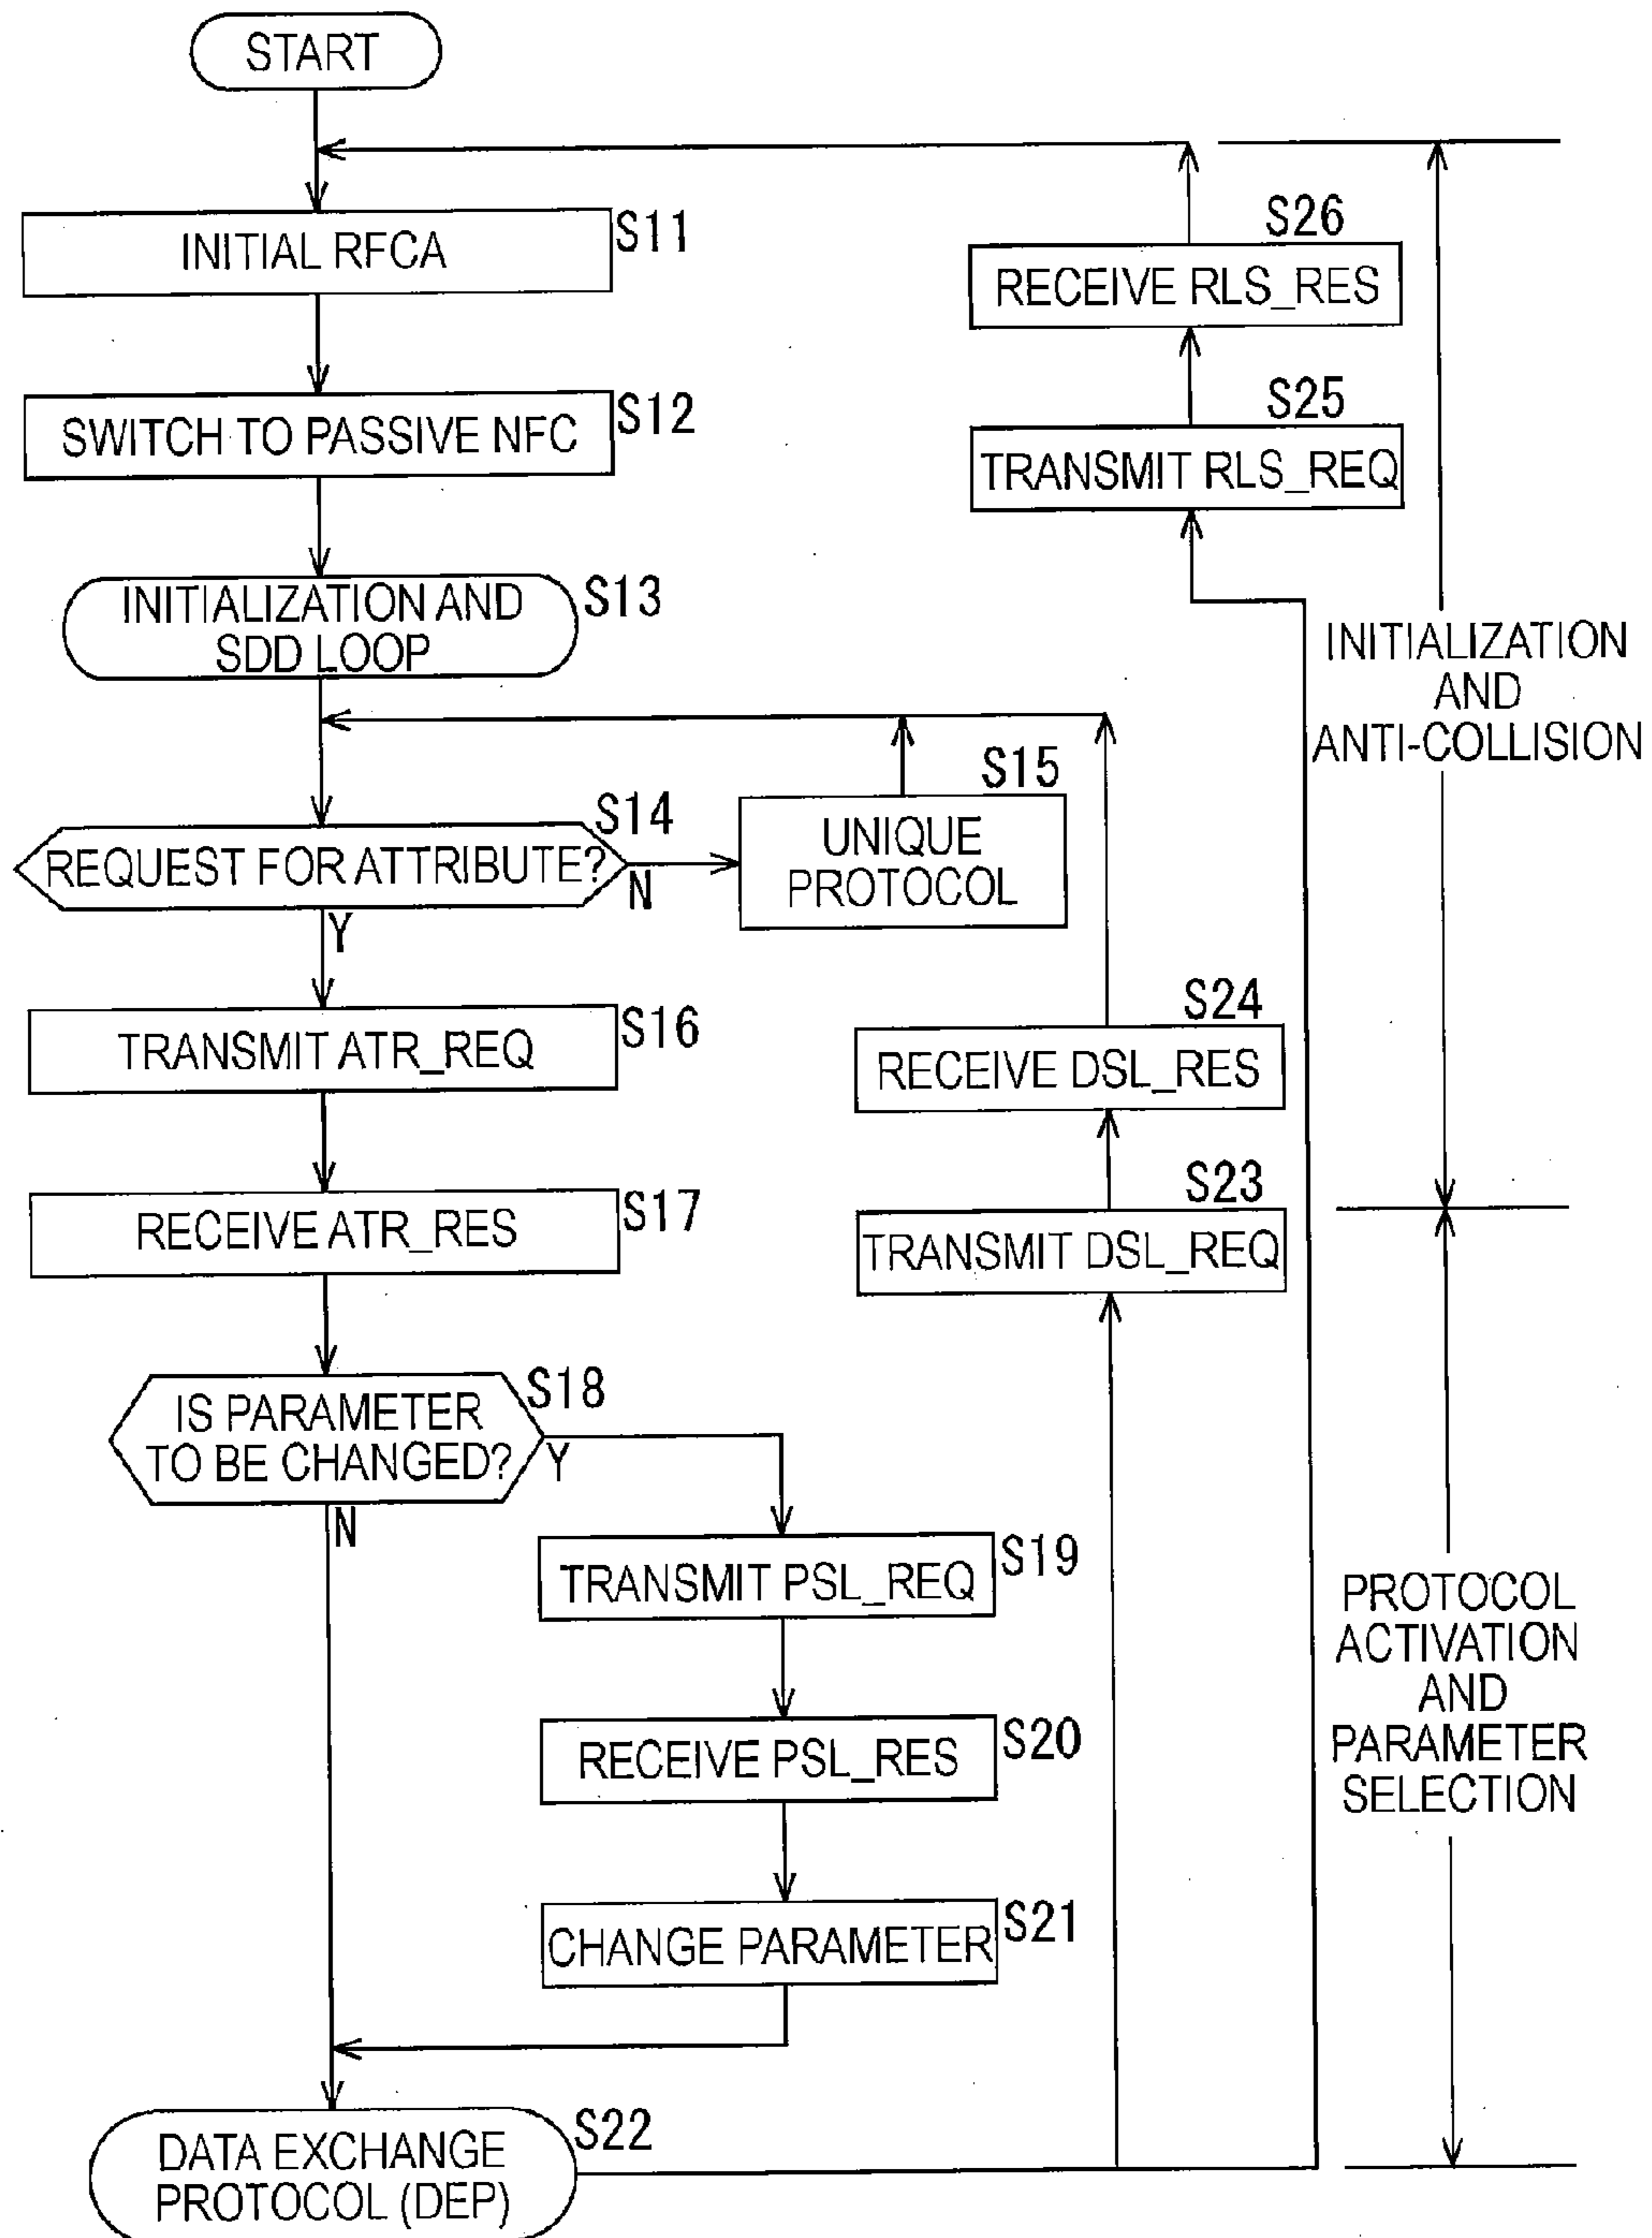 START
INITIAL RFCA
S11
SWITCH TO PASSIVE NFC
S12
INITIALIZATION AND
SDD LOOP
S13
REQUEST FOR ATTRIBUTE?
S14
N
Y
UNIQUE
PROTOCOL
S15
TRANSMIT ATR_REQ
S16
RECEIVE ATR_RES
S17
IS PARAMETER
TO BE CHANGED?
S18
Y
N
TRANSMIT PSL_REQ
S19
RECEIVE PSL_RES
S20
CHANGE PARAMETER
S21
DATA EXCHANGE
PROTOCOL (DEP)
S22
S23
TRANSMIT DSL_REQ
S24
RECEIVE DSL_RES
S25
TRANSMIT RLS_REQ
S26
RECEIVE RLS_RES
INITIALIZATION
AND
ANTI-COLLISION
PROTOCOL
ACTIVATION
AND
PARAMETER
SELECTION